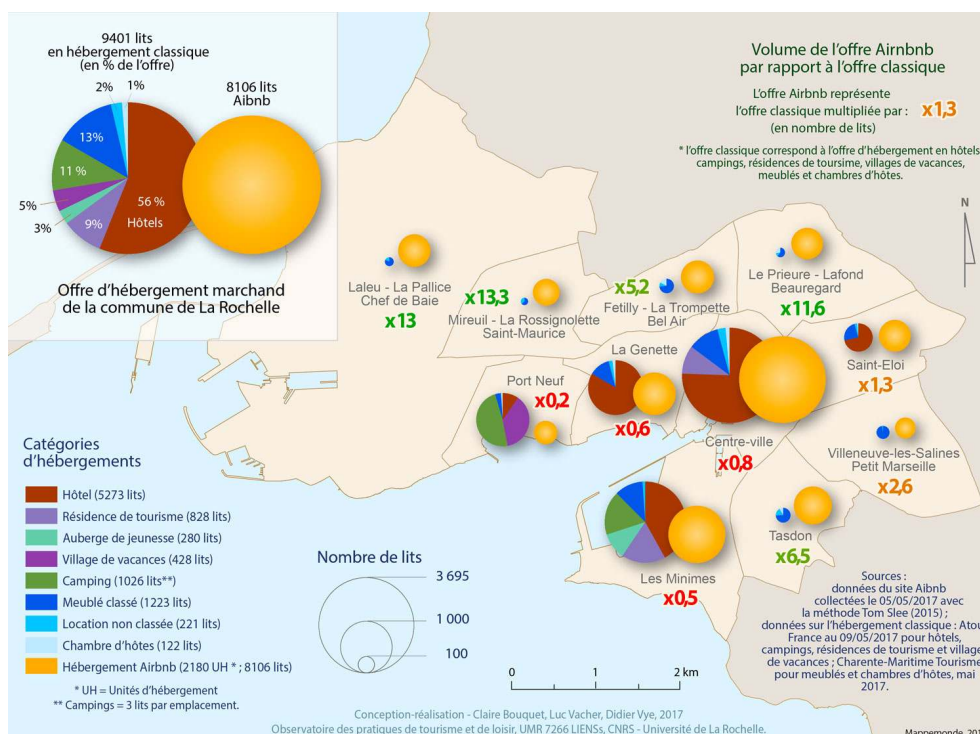 9401 lits
en hébergement classique
(en % de l'offre)
2%
1%
13%
11 %
5%
3%
9%
56 %
Hôtels
8106 lits
Aibnb
Offre d'hébergement marchand
de la commune de La Rochelle
Volume de l'offre Airnbnb
par rapport à l'offre classique
L'offre Airbnb représente
l'offre classique multipliée par : x1,3
(en nombre de lits)
* l'offre classique correspond à l'offre d'hébergement en hôtels
campings, résidences de toursime, villages de vacances,
meublés et chambres d'hôtes.
N
Laleu - La Pallice
Chef de Baie
x13
x13,3
Mireuil - La Rossignolette
Saint-Maurice
x5,2
Fetilly - La Trompette
Bel Air
Le Prieure - Lafond
Beauregard
x11,6
La Genette
x0,6
Port Neuf
x0,2
Centre-ville
x0,8
Saint-Eloi
x1,3
Villeneuve-les-Salines
Petit Marseille
x2,6
Tasdon
x6,5
Les Minimes
x0,5
Catégories
d'hébergements
Hôtel (5273 lits)
Résidence de tourisme (828 lits)
Auberge de jeunesse (280 lits)
Village de vacances (428 lits)
Camping (1026 lits**)
Meublé classé (1223 lits)
Location non classée (221 lits)
Chambre d'hôtes (122 lits)
Hébergement Airbnb (2180 UH * ; 8106 lits)
* UH = Unités d'hébergement
** Campings = 3 lits par emplacement.
Nombre de lits
3 695
1 000
100
0
1
2 km
Sources :
données du site Aibnb
collectées le 05/05/2017 avec
la méthode Tom Slee (2015) ;
données sur l'hébergement classique : Atou
France au 09/05/2017 pour hôtels,
campings, résidences de tourisme et village
de vacances ; Charente-Maritime Tourisme
pour meublés et chambres d'hôtes, mai
2017.
Conception-réalisation - Claire Bouquet, Luc Vacher, Didier Vye, 2017
Observatoire des pratiques de tourisme et de loisir, UMR 7266 LIENSs, CNRS - Université de La Rochelle.
Mappemonde, 20